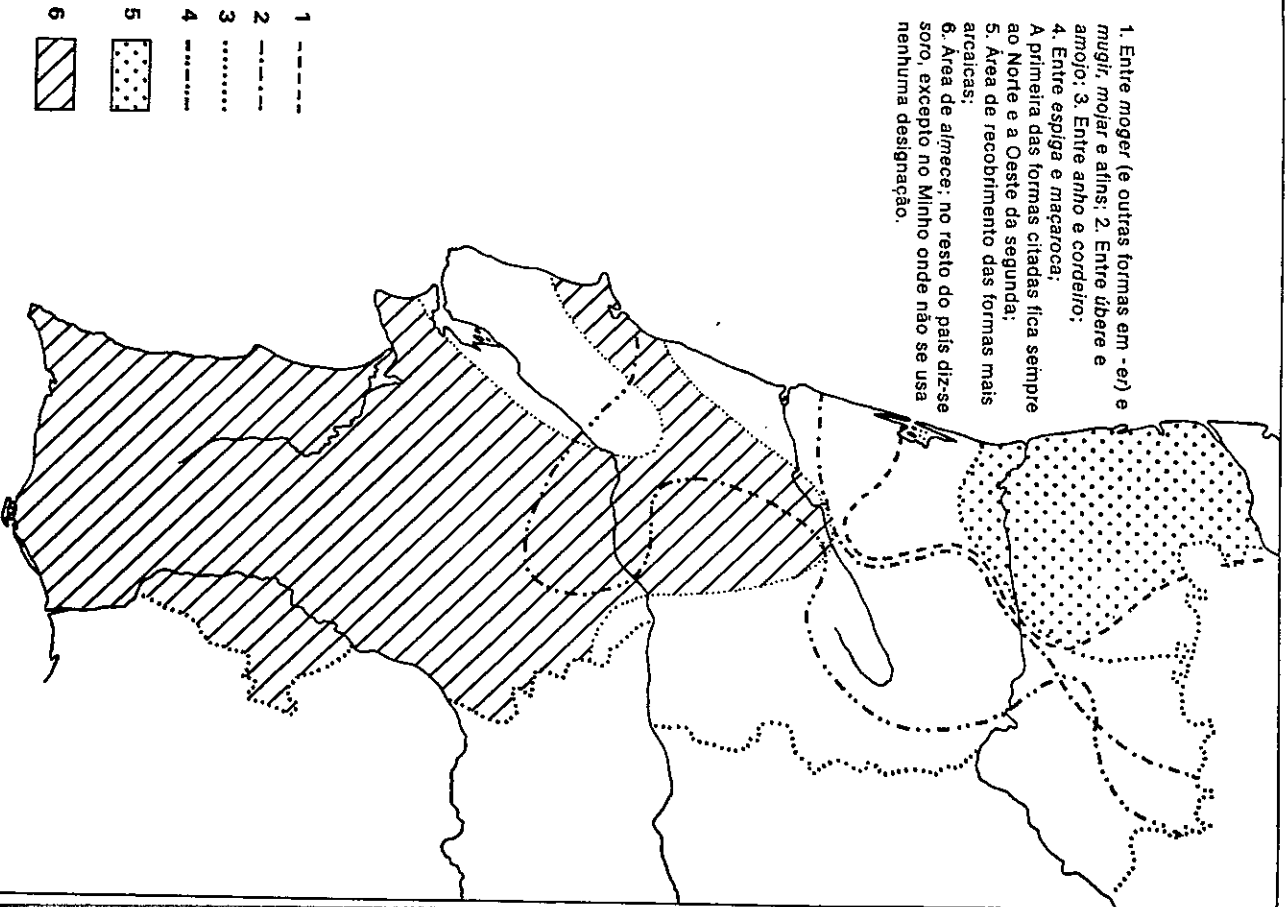 1. Entre moger (e outras formas em -er) e
mugir, mojar e afins; 2. Entre úbere e
amojo; 3. Entre anho e cordeiro;
4. Entre espiga e maçaroca;
A primeira das formas citadas fica sempre
ao Norte e a Oeste da segunda;
5. Área de recobrimento das formas mais
arcaicas;
6. Área de almece; no resto do país diz-se
soro, excepto no Minho onde não se usa
nenhuma designação.
1
2
3
4
5
6